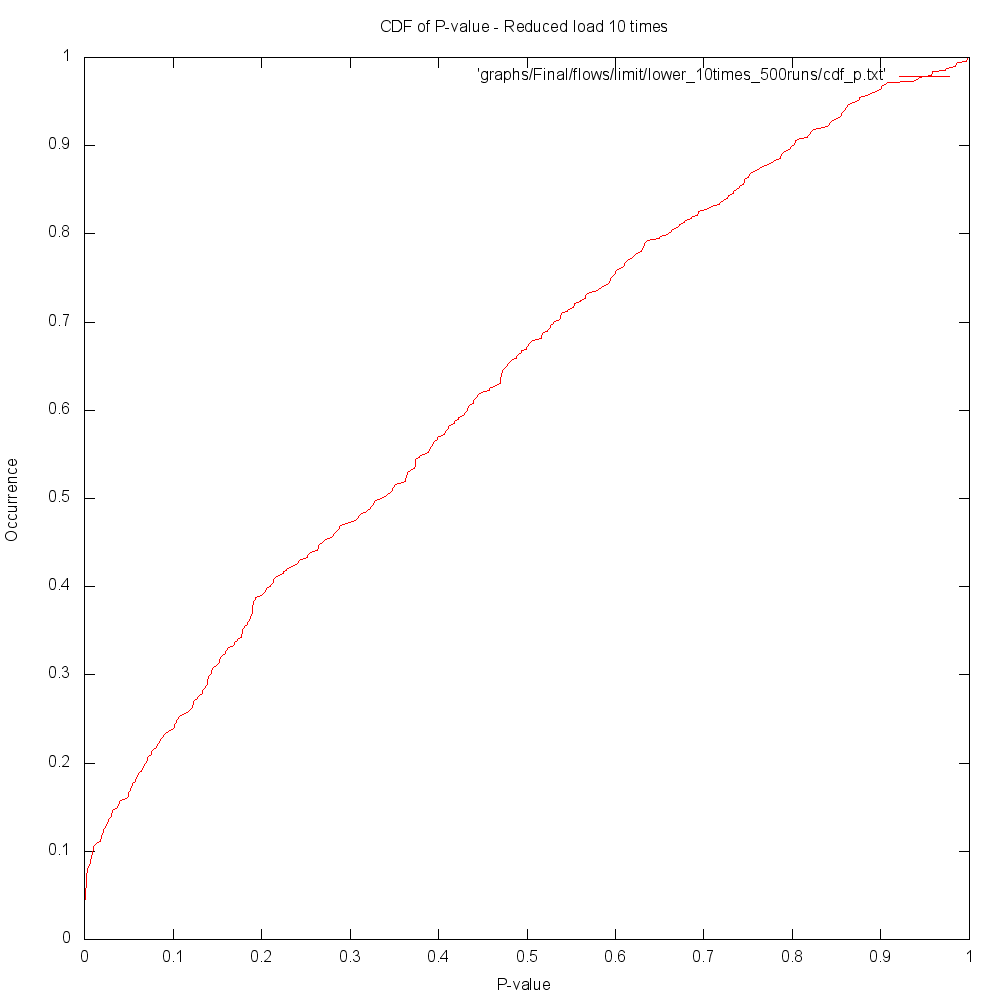 CDF of P-value - Reduced load 10 times
'graphs/Final/flows/limit/lower_10times_500runs/cdf_p.txt'
1
0.9
0.8
0.7
0.6
0.5
0.4
0.3
0.2
0.1
0
Occurrence
0 0.1 0.2 0.3 0.4 0.5 0.6 0.7 0.8 0.9 1
P-value